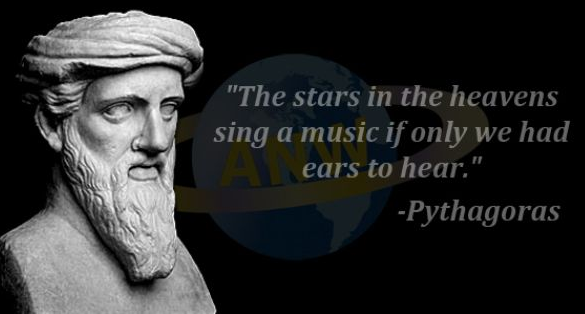 "The stars in the heavens
sing a music if only we had
ears to hear."
-Pythagoras
ANW